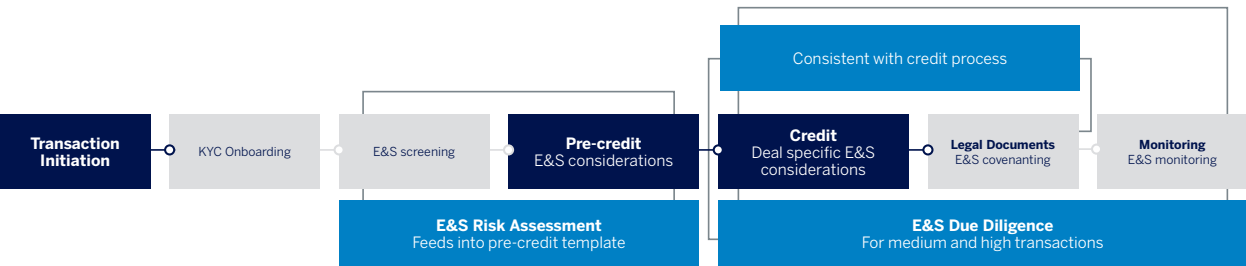 Consistent with credit process
Transaction
Initiation
KYC Onboarding
E&S screening
Pre-credit
E&S considerations
Credit
Deal specific E&S
considerations
Legal Documents
E&S covenanting
Monitoring
E&S monitoring
E&S Risk Assessment
Feeds into pre-credit template
E&S Due Diligence
For medium and high transactions